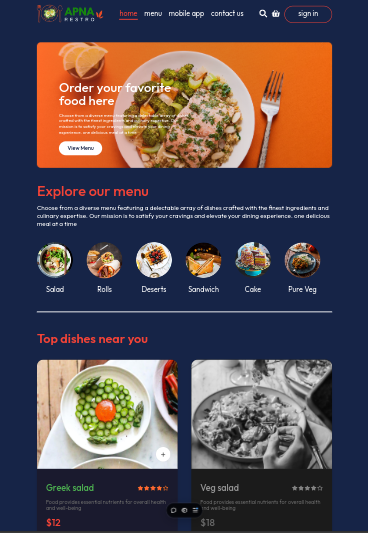 APNA
RESTRO
home menu mobile app contact us
sign in
Order your favourite
food here
Choose from a diverse menu featuring a delectable array of dishes
crafted with the finest ingredients and culinary expertise. Our
mission is to satisfy your cravings and elevate your dining
experience, one delicious meal at a time
View Menu
Explore our menu
Choose from a diverse menu featuring a delectable array of dishes crafted with the finest ingredients and
culinary expertise. Our mission is to satisfy your cravings and elevate your dining experience. one delicious
meal at a time
Salad Rolls Deserts Sandwich Cake Pure Veg
Top dishes near you
+
Greek salad
Food provides essential nutrients for overall health
and well-being
$12
Veg salad
Food provides essential nutrients for overall health
and well-being
$18